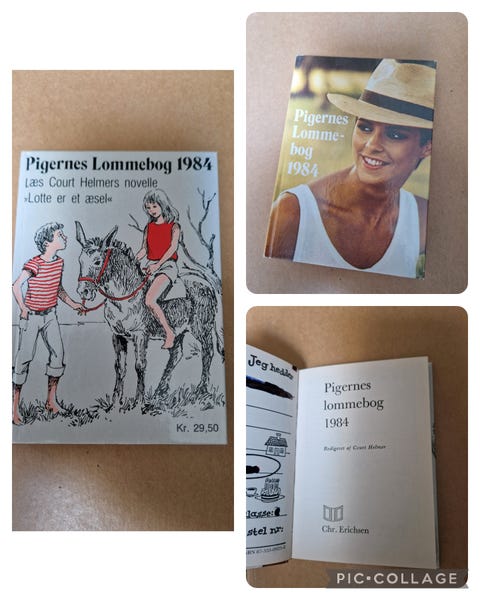 Pigernes Lommebog 1984
Læs Court Helmers novelle
»Lotte er et æsel«
Kr. 29,50
Pigernes
Lomme-
bog
1984
Jeg hedder
Klasse:
Pigernes
lommebog
1984
Redigeret af Court Helmer
Chr. Erichsen
PIC•COLLAGE